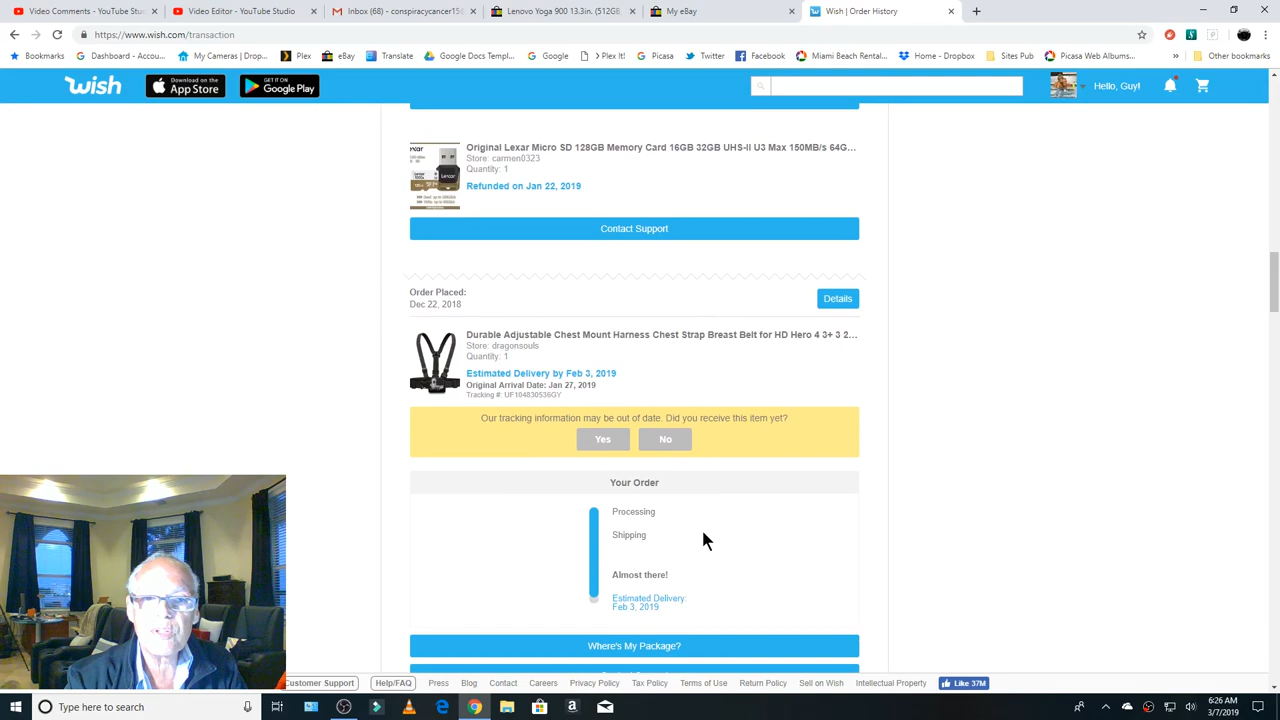 Video Comments - YouTube Stu
Video Editor - YouTube Studio
Inbox (68) - conspiracycancer15
Lenovo Yoga 900 13.3in. (512GB
My eBay
Wish | Order History
https://www.wish.com/transaction
Bookmarks
Dashboard - Accou...
My Cameras | Drop...
Plex
eBay
Translate
Google Docs Templ...
Google
> Plex It!
Picasa
Twitter
Facebook
Miami Beach Rental...
Home - Dropbox
Sites Pub
Picasa Web Albums...
»
Other bookmarks
wish
Download on the
App Store
GET IT ON
Google Play
Hello, Guy!
Original Lexar Micro SD 128GB Memory Card 16GB 32GB UHS-II U3 Max 150MB/s 64G...
Store: carmen0323
Quantity: 1
Refunded on Jan 22, 2019
Contact Support
Order Placed:
Dec 22, 2018
Details
Durable Adjustable Chest Mount Harness Chest Strap Breast Belt for HD Hero 4 3+ 3 2...
Store: dragonsouls
Quantity: 1
Estimated Delivery by Feb 3, 2019
Original Arrival Date: Jan 27, 2019
Tracking #: UF104830536GY
Our tracking information may be out of date. Did you receive this item yet?
Yes
No
Your Order
Processing
Shipping
Almost there!
Estimated Delivery:
Feb 3, 2019
Where's My Package?
Customer Support
Help/FAQ
Press
Blog
Contact
Careers
Privacy Policy
Tax Policy
Terms of Use
Demo Policy
Return Policy
Sell on Wish
Intellectual Property
Like 37M
Type here to search
6:26 AM
3/7/2019